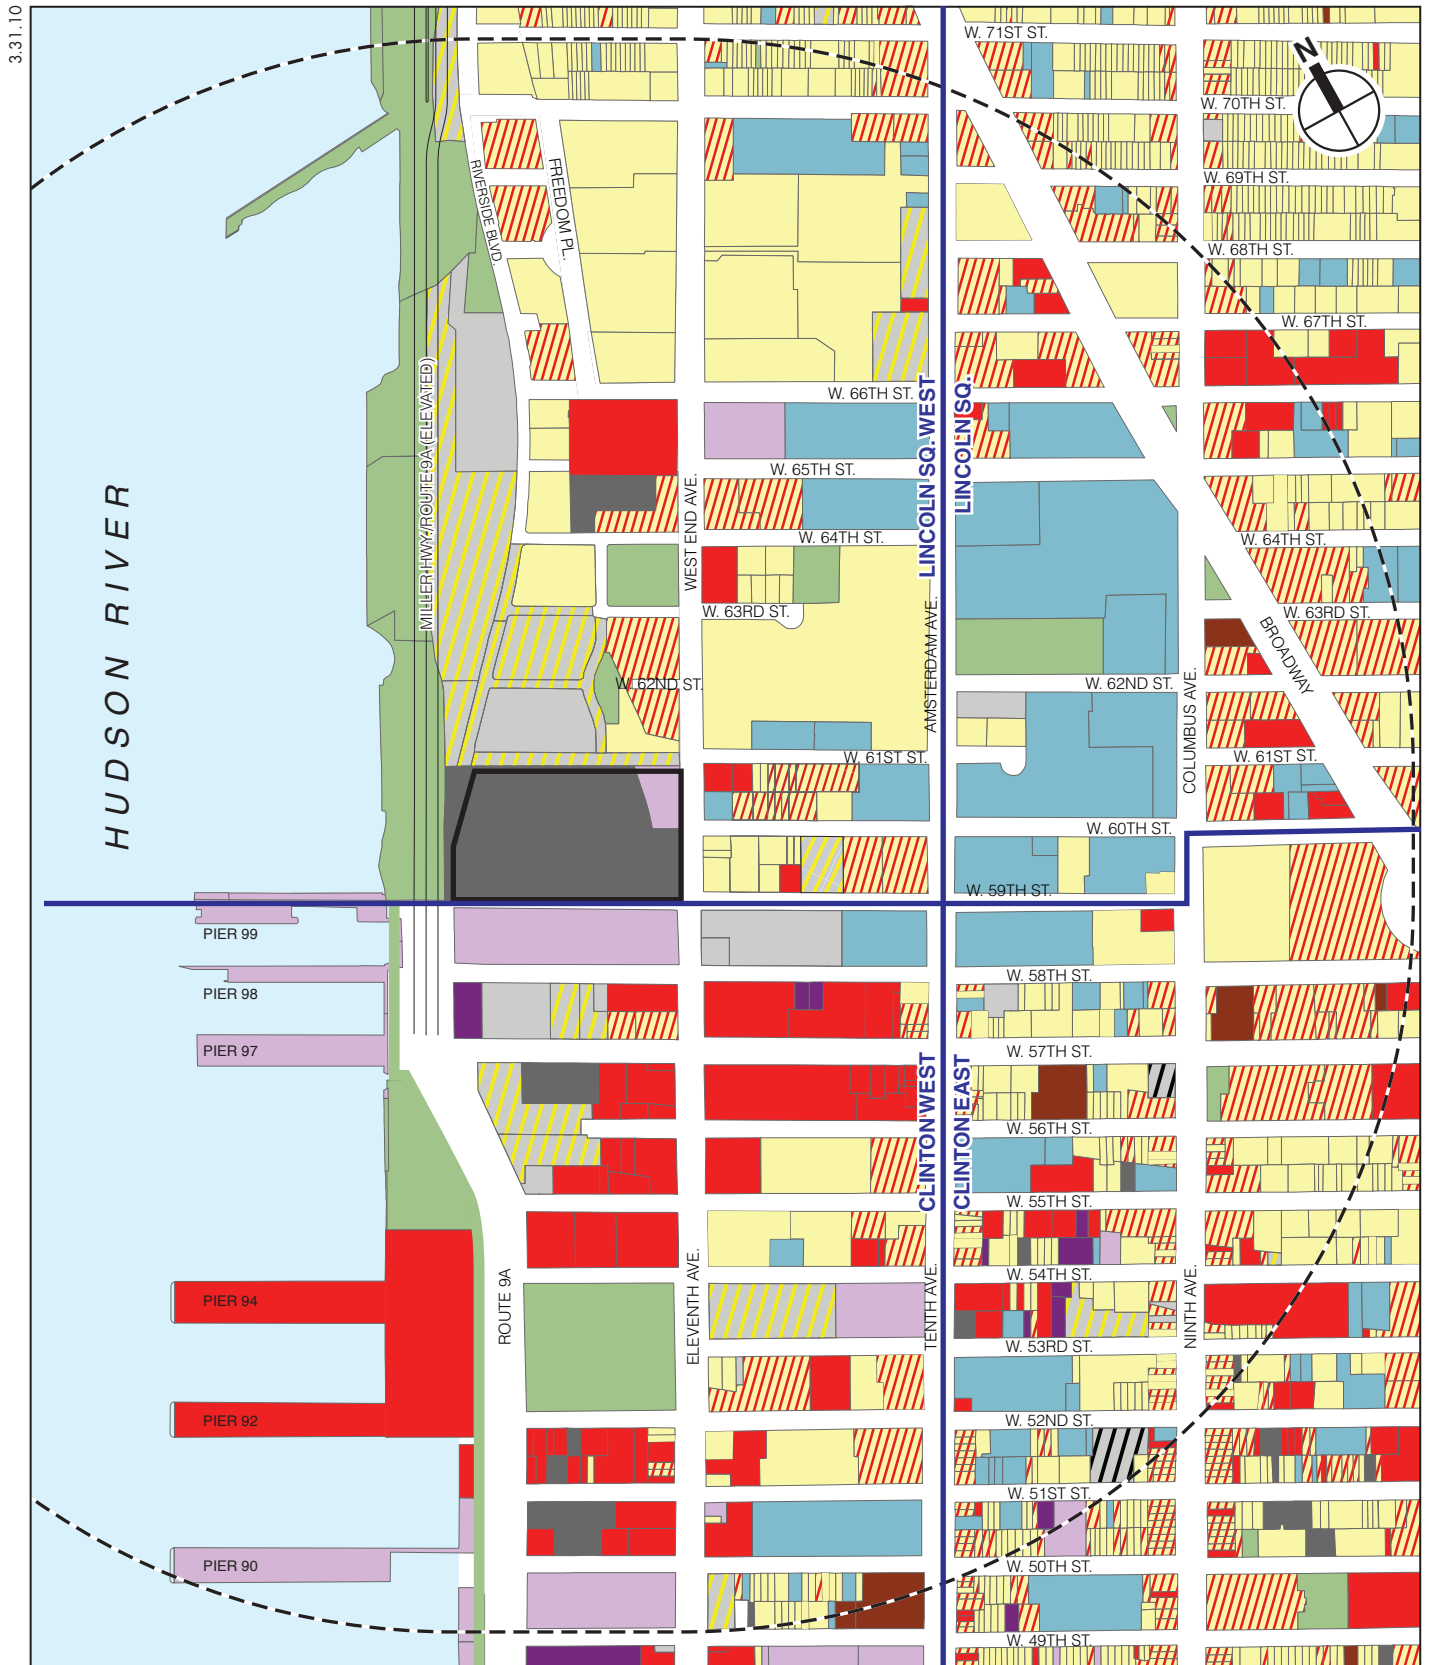 3.31.10
N
W. 71ST ST.
W. 70TH ST.
W. 69TH ST.
W. 68TH ST.
W. 67TH ST.
W. 66TH ST.
W. 65TH ST.
W. 64TH ST.
W. 64TH ST.
W. 63RD ST.
W. 63RD ST.
W. 62ND ST.
W. 62ND ST.
W. 61ST ST.
W. 61ST ST.
W. 60TH ST.
W. 59TH ST.
W. 58TH ST.
W. 57TH ST.
W. 56TH ST.
W. 55TH ST.
W. 54TH ST.
W. 53RD ST.
W. 52ND ST.
W. 51ST ST.
W. 50TH ST.
W. 49TH ST.
RIVERSIDE BLVD.
FREEDOM PL.
MILLER HWY./ROUTE 9A (ELEVATED)
WEST END AVE.
AMSTERDAM AVE.
COLUMBUS AVE.
BROADWAY
LINCOLN SQ. WEST
LINCOLN SQ.
HUDSON RIVER
PIER 99
PIER 98
PIER 97
PIER 94
PIER 92
PIER 90
ROUTE 9A
ELEVENTH AVE.
TENTH AVE.
NINTH AVE.
CLINTON WEST
CLINTON EAST